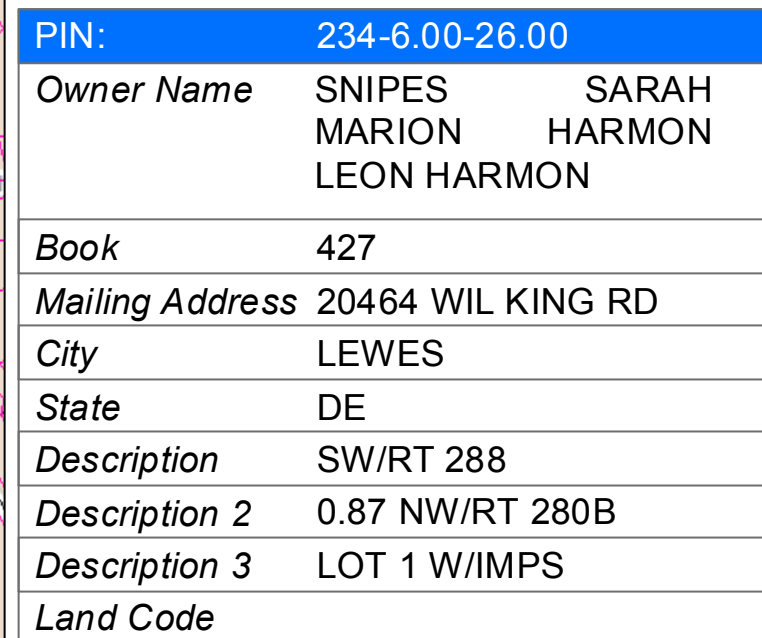 PIN: 234-6.00-26.00
Owner Name SNIPES SARAH
MARION HARMON
LEON HARMON
Book 427
Mailing Address 20464 WIL KING RD
City LEWES
State DE
Description SW/RT 288
Description 2 0.87 NW/RT 280B
Description 3 LOT 1 W/IMPS
Land Code